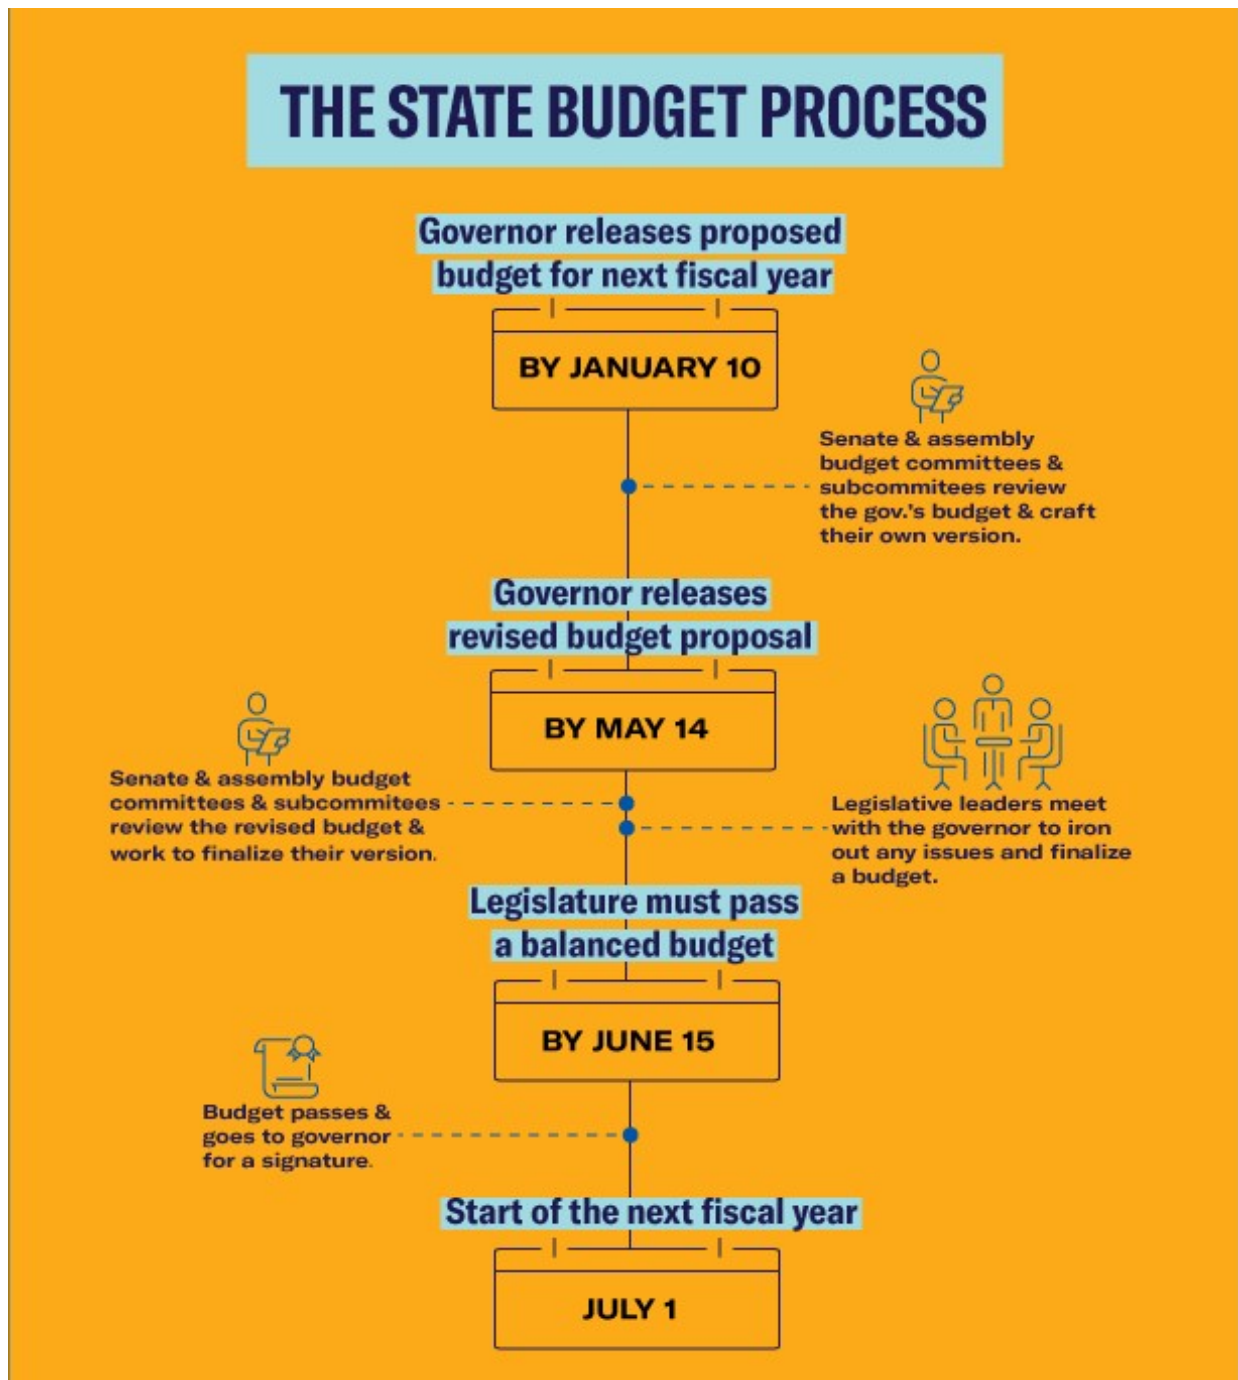 THE STATE BUDGET PROCESS
Governor releases proposed
budget for next fiscal year
BY JANUARY 10
Senate & assembly
budget committees &
subcommitees review
the gov.'s budget & craft
their own version.
Governor releases
revised budget proposal
BY MAY 14
Senate & assembly budget
committees & subcommitees
review the revised budget &
work to finalize their version.
Legislative leaders meet
with the governor to iron
out any issues and finalize
a budget.
Legislature must pass
a balanced budget
BY JUNE 15
Budget passes &
goes to governor
for a signature.
Start of the next fiscal year
JULY 1